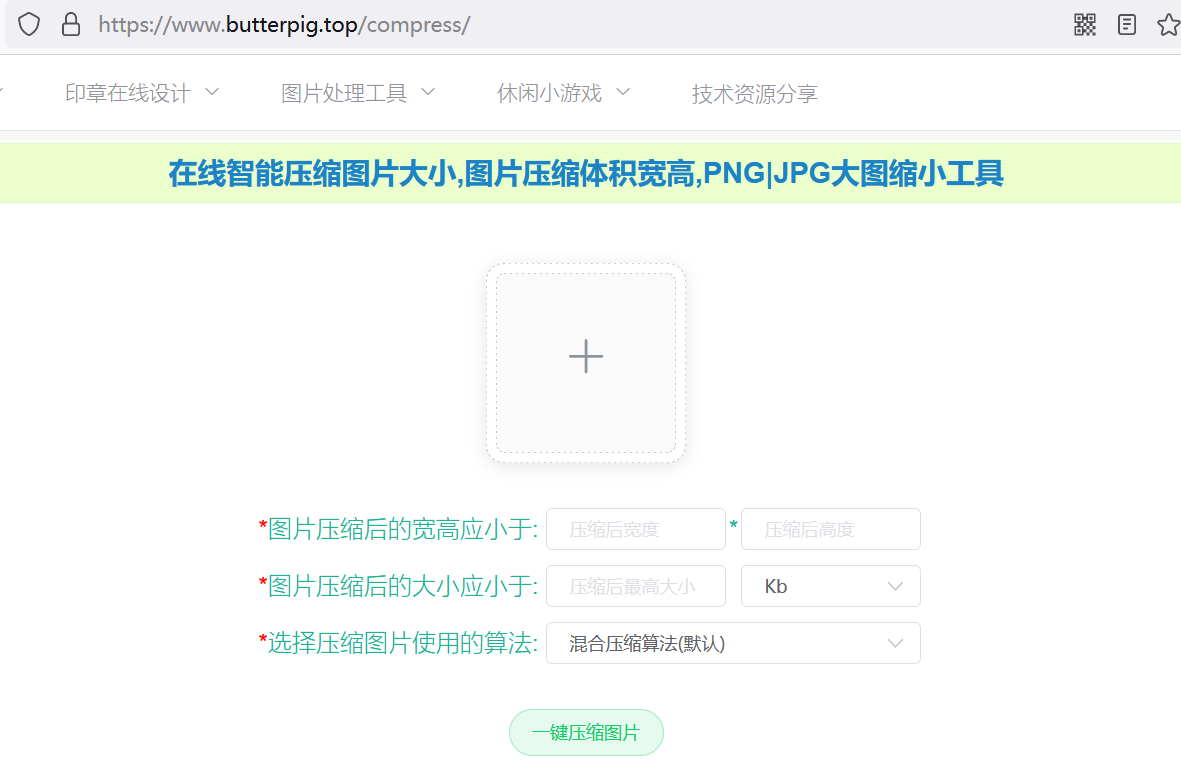 https://www.butterpig.top/compress/
印章在线设计 图片处理工具 休闲小游戏 技术资源分享
在线智能压缩图片大小,图片压缩体积宽高,PNG|JPG大图缩小工具
*图片压缩后的宽高应小于: 压缩后宽度 * 压缩后高度
*图片压缩后的大小应小于: 压缩后最高大小 Kb
*选择压缩图片使用的算法: 混合压缩算法(默认)
一键压缩图片